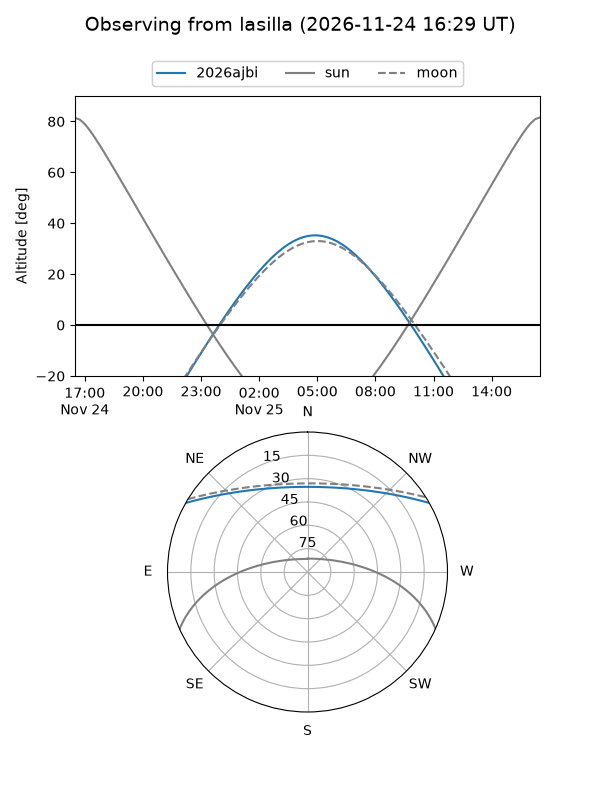 Observing from lasilla (2026-11-24 16:29 UT)
2026ajbi sun moon
Altitude [deg]
80
60
40
20
0
−20
17:00 20:00 23:00 02:00 05:00 08:00 11:00 14:00
Nov 24 Nov 25
N
NE NW
15
30
45
60
75
E W
SE SW
S